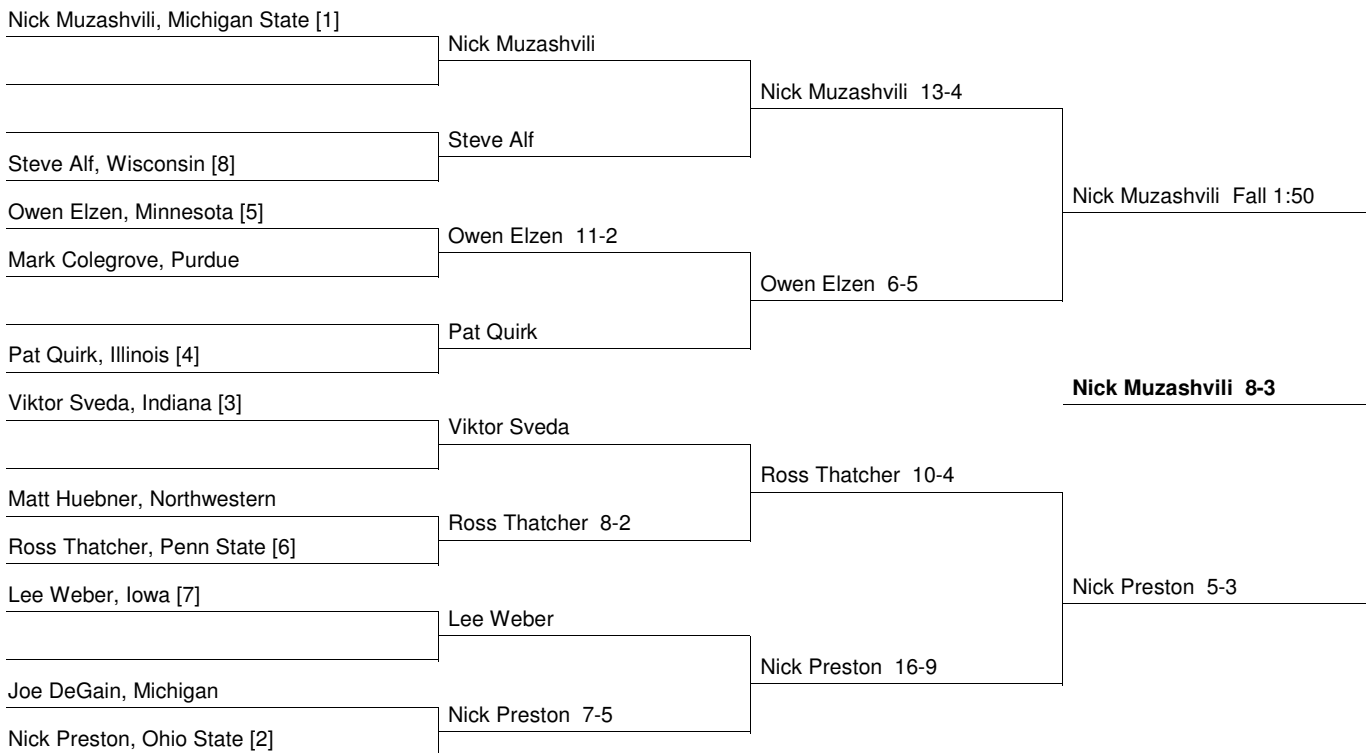 Nick Muzashvili, Michigan State [1]
Nick Muzashvili
Nick Muzashvili 13-4
Steve Alf
Steve Alf, Wisconsin [8]
Nick Muzashvili Fall 1:50
Owen Elzen, Minnesota [5]
Owen Elzen 11-2
Mark Colegrove, Purdue
Owen Elzen 6-5
Pat Quirk
Pat Quirk, Illinois [4]
Nick Muzashvili 8-3
Viktor Sveda, Indiana [3]
Viktor Sveda
Ross Thatcher 10-4
Matt Huebner, Northwestern
Ross Thatcher 8-2
Ross Thatcher, Penn State [6]
Nick Preston 5-3
Lee Weber, Iowa [7]
Lee Weber
Nick Preston 16-9
Joe DeGain, Michigan
Nick Preston 7-5
Nick Preston, Ohio State [2]